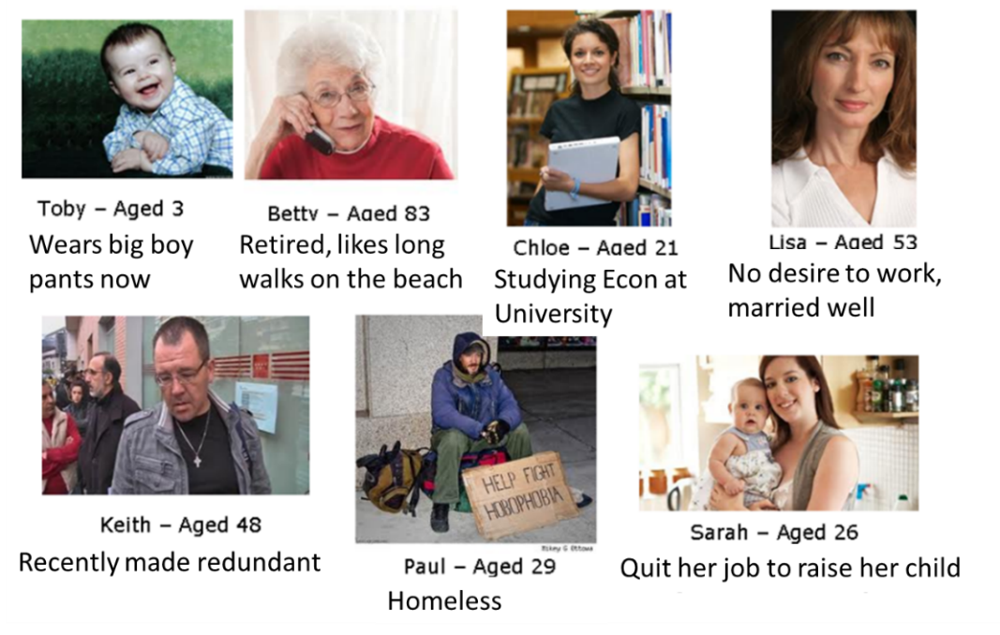 Toby – Aged 3
Wears big boy
pants now
Betty – Aged 83
Retired, likes long
walks on the beach
Chloe – Aged 21
Studying Econ at
University
Lisa – Aged 53
No desire to work,
married well
Keith – Aged 48
Recently made redundant
HELP FIGHT
HOBOPHOBIA
Paul – Aged 29
Homeless
Sarah – Aged 26
Quit her job to raise her child